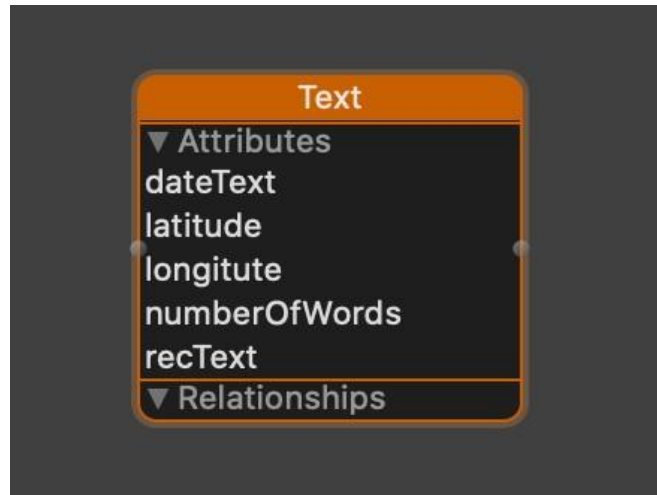 Text
▼ Attributes
dateText
latitude
longitute
numberOfWords
recText
▼ Relationships